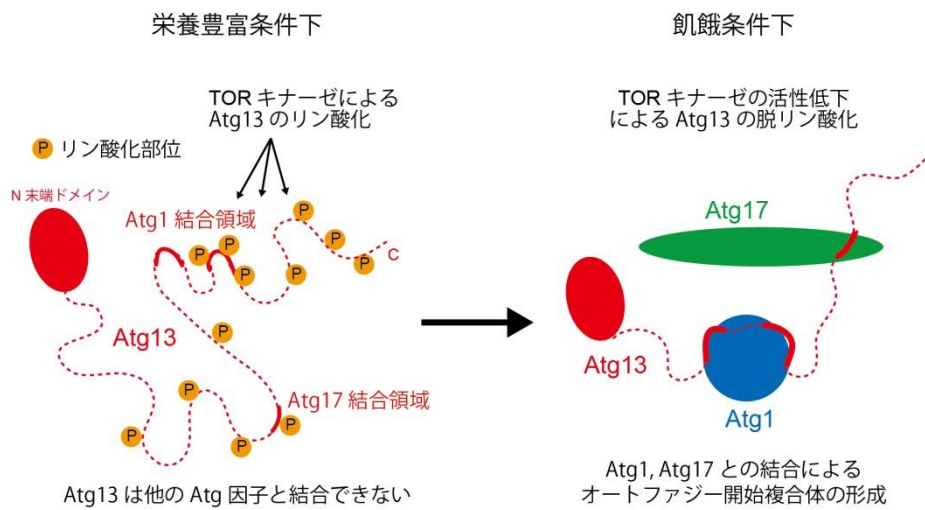 栄養豊富条件下
飢餓条件下
TOR キナーゼによる
Atg13 のリン酸化
TOR キナーゼの活性低下
による Atg13 の脱リン酸化
P リン酸化部位
N 末端ドメイン
Atg1 結合領域
P
P
P
P
P
P
P
C
P
Atg13
Atg17 結合領域
P
P
P
P
Atg17
Atg13
Atg1
Atg13 は他の Atg 因子と結合できない
Atg1, Atg17 との結合による
オートファジー開始複合体の形成